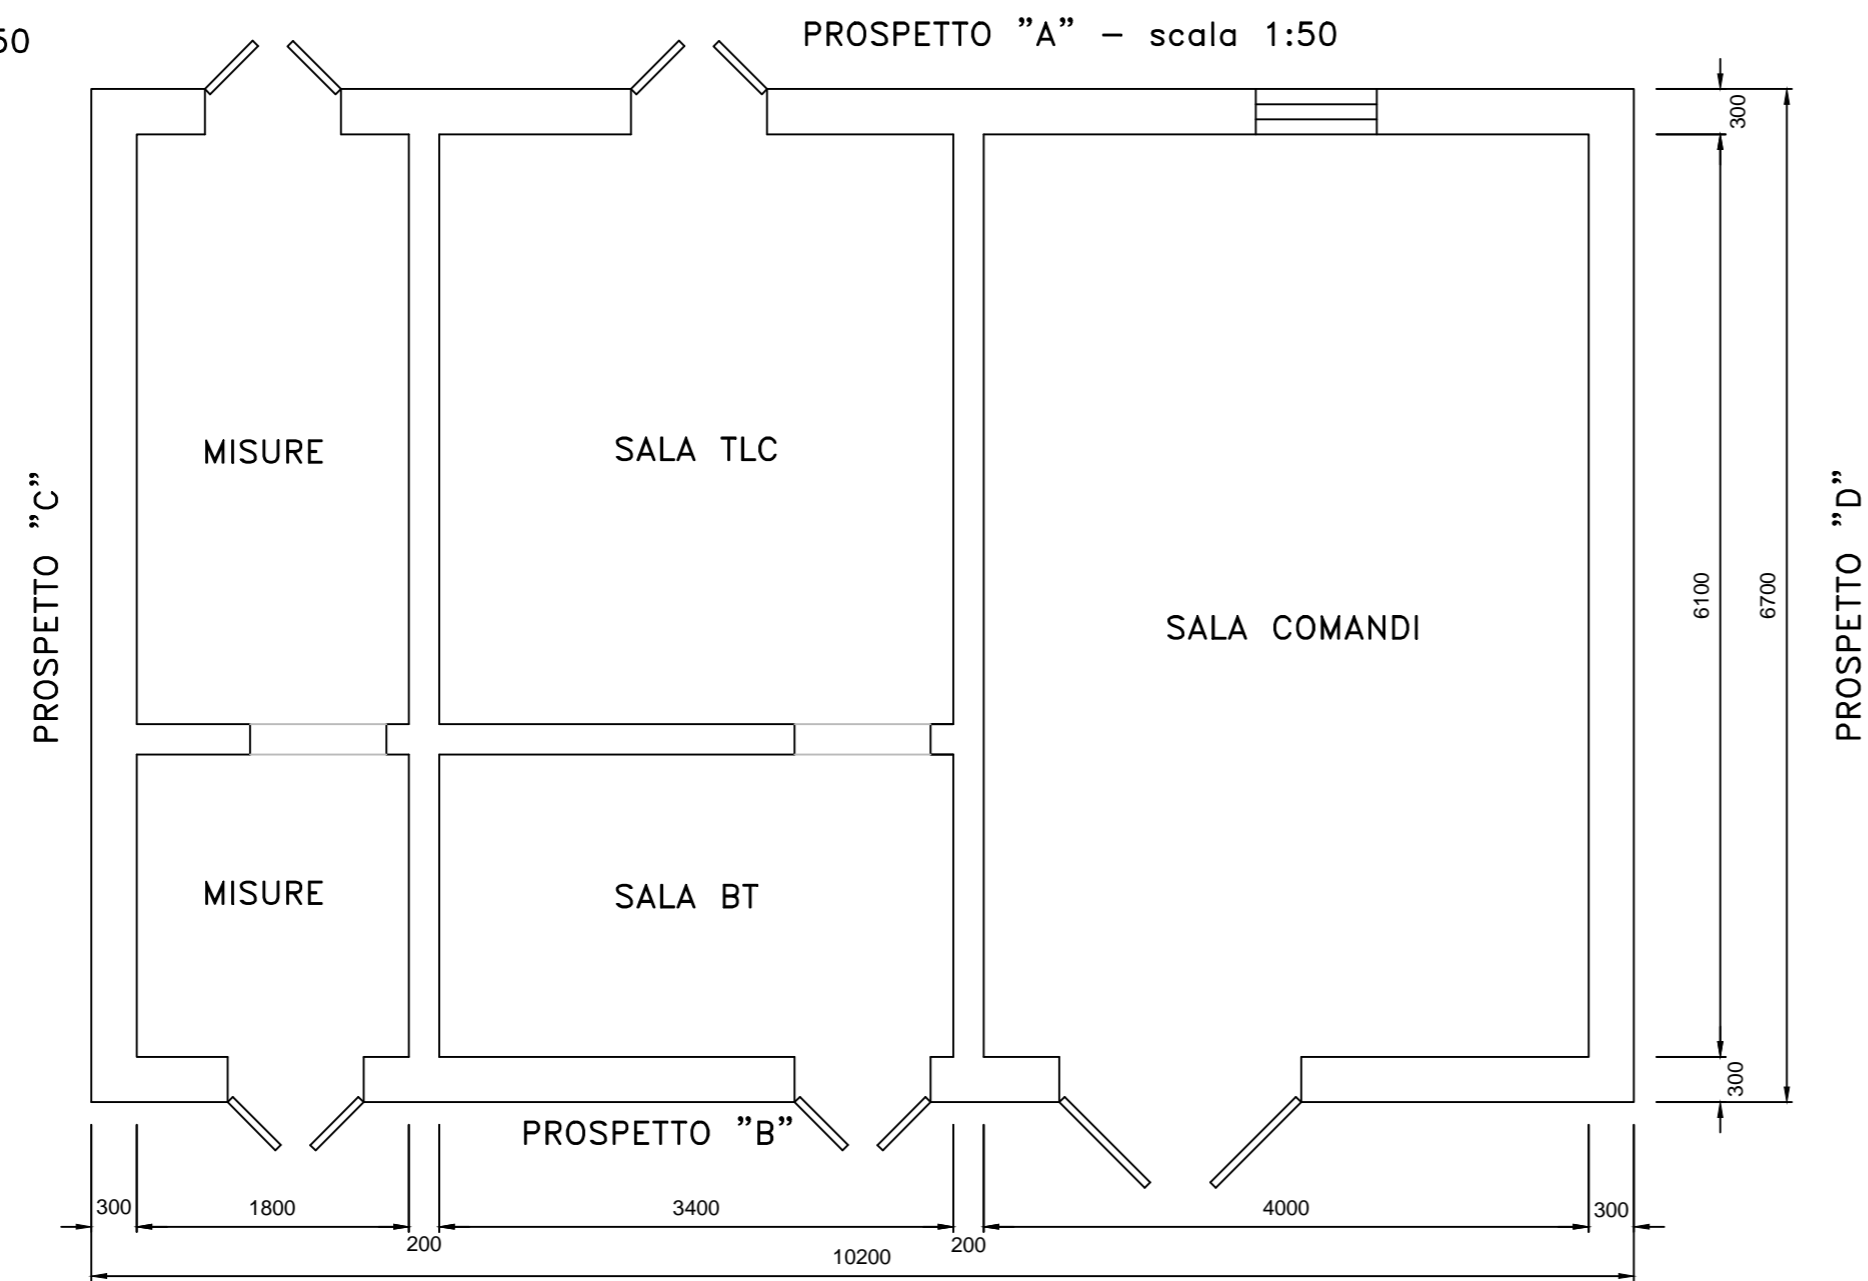 50
PROSPETTO ”A” – scala 1:50
300
MISURE
SALA TLC
PROSPETTO ”C”
SALA COMANDI
6100
6700
PROSPETTO ”D”
MISURE
SALA BT
300
PROSPETTO ”B”
300
1800
3400
4000
300
200
200
10200